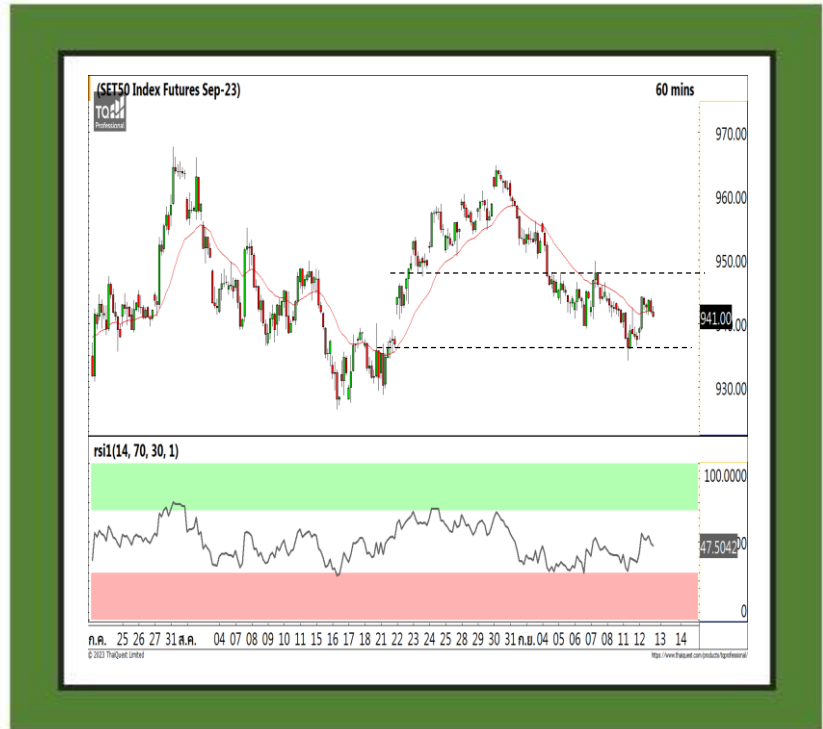 (SET50 Index Futures Sep-23) 60 mins
TQ
Professional
970.00
960.00
950.00
941.00
940.00
930.00
rsi1(14, 70, 30, 1)
100.0000
47.5042
0
ก.ค. 25 26 27 31 ส.ค. 04 07 08 09 10 11 15 16 17 18 21 22 23 24 25 28 29 30 31 ก.ย. 04 05 06 07 08 11 12 13 14
© 2023 ThaiQuest Limited https://www.thaiquest.com/products/tqprofessional/